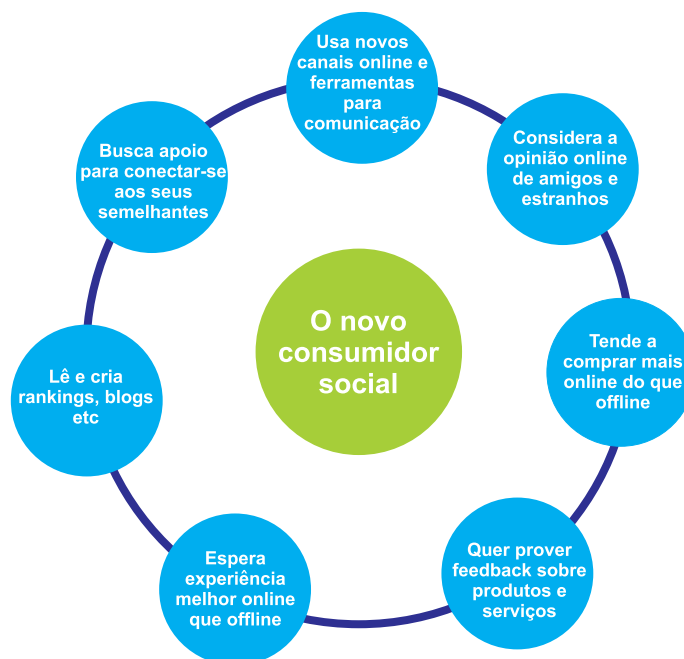 Usa novos
canais online e
ferramentas
para
comunicação
Considera a
opinião online
de amigos e
estranhos
Tende a
comprar mais
online do que
offline
Quer prover
feedback sobre
produtos e
serviços
Espera
experiência
melhor online
que offline
Lê e cria
rankings, blogs
etc
Busca apoio
para conectar-se
aos seus
semelhantes
O novo
consumidor
social